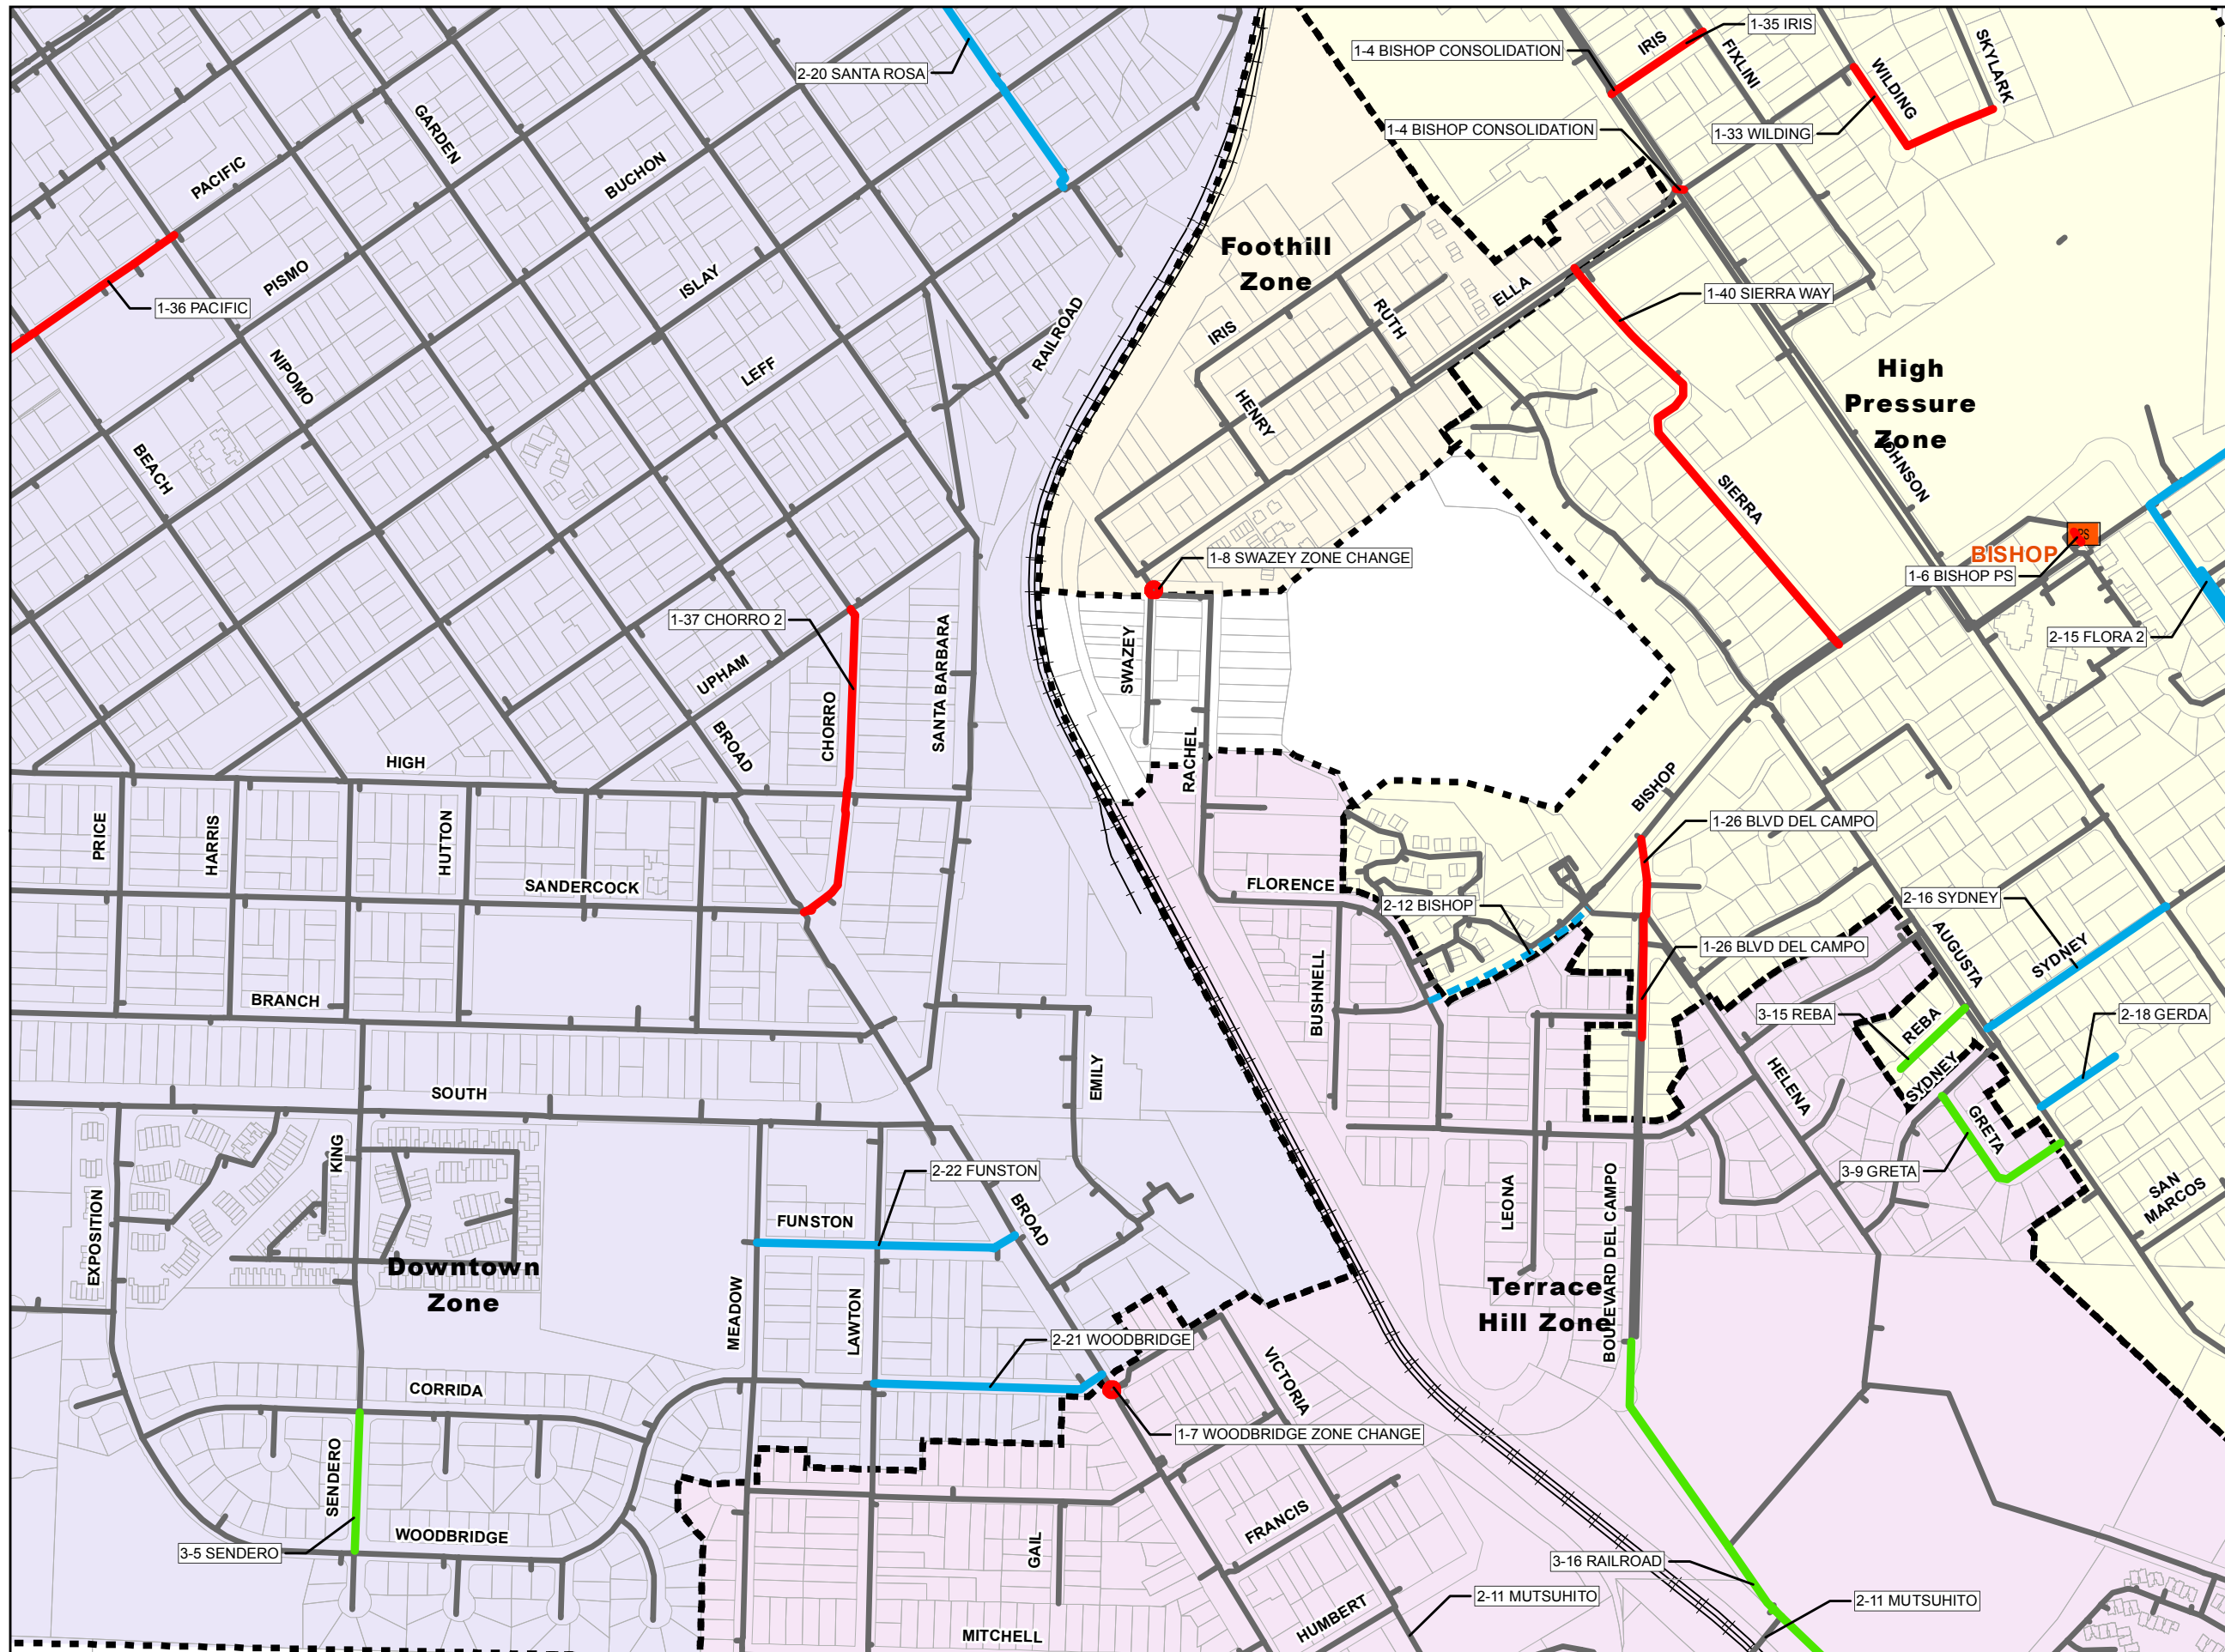 1-35 IRIS
1-4 BISHOP CONSOLIDATION
IRIS
FIXLINI
SKYLARK
WILDING
2-20 SANTA ROSA
1-4 BISHOP CONSOLIDATION
1-33 WILDING
GARDEN
PACIFIC
BUCHON
Foothill
Zone
PISMO
ISLAY
1-36 PACIFIC
1-40 SIERRA WAY
ELLA
RUTH
IRIS
RAILROAD
NIPOMO
LEFF
High
Pressure
Zone
HENRY
BEACH
JOHNSON
SIERRA
BISHOP
1-8 SWAZEY ZONE CHANGE
1-6 BISHOP PS
1-37 CHORRO 2
2-15 FLORA 2
SWAZEY
SANTA BARBARA
UPHAM
CHORRO
BROAD
RACHEL
HIGH
BISHOP
1-26 BLVD DEL CAMPO
PRICE
HARRIS
HUTTON
SANDERCOCK
FLORENCE
2-12 BISHOP
2-16 SYDNEY
1-26 BLVD DEL CAMPO
AUGUSTA
SYDNEY
BRANCH
BUSHNELL
3-15 REBA
REBA
2-18 GERDA
SOUTH
EMILY
HELENA
SYDNEY
GRETA
KING
2-22 FUNSTON
3-9 GRETA
EXPOSITION
FUNSTON
BROAD
LEONA
SAN
MARCOS
Downtown
Zone
BOULEVARD DEL CAMPO
Terrace
Hill Zone
MEADOW
LAWTON
2-21 WOODBRIDGE
VICTORIA
CORRIDA
1-7 WOODBRIDGE ZONE CHANGE
SENDERO
WOODBRIDGE
FRANCIS
GAIL
3-5 SENDERO
3-16 RAILROAD
2-11 MUTSUHITO
2-11 MUTSUHITO
HUMBERT
MITCHELL